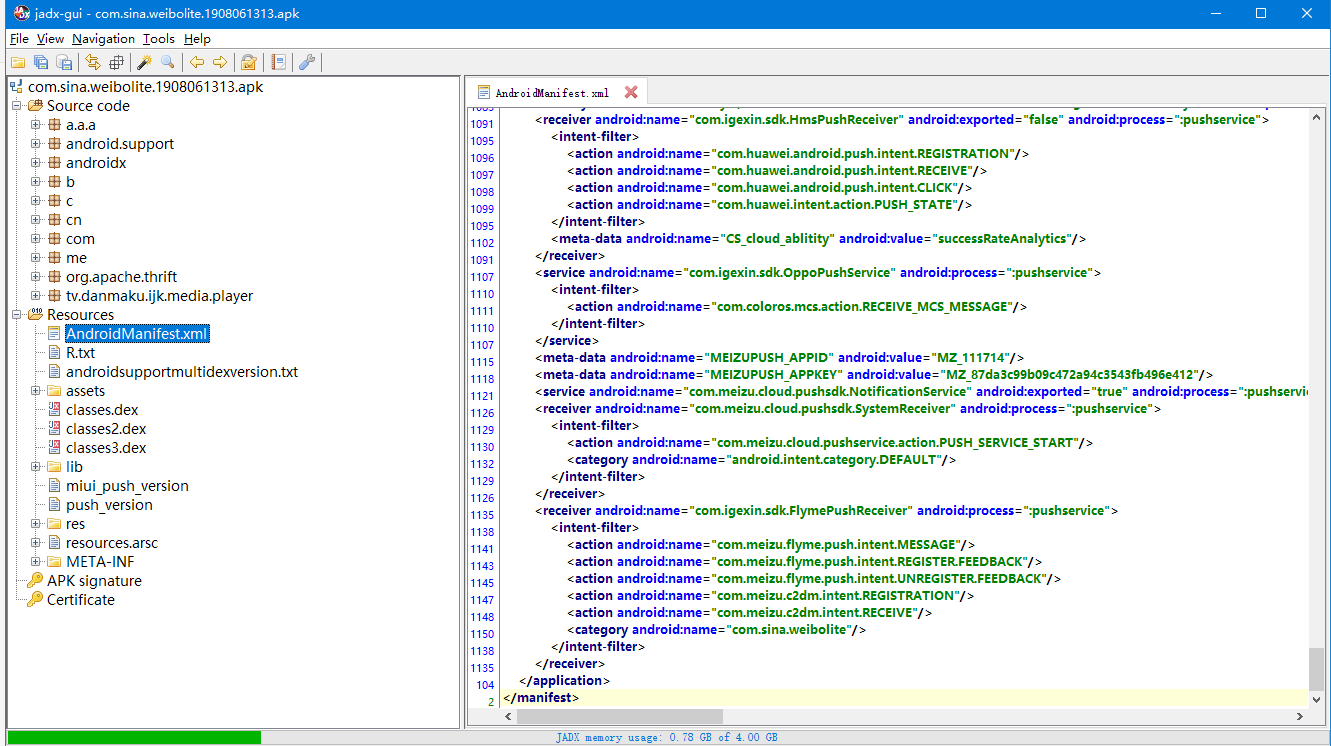 jadx-gui - com.sina.weibolite.1908061313.apk
File View Navigation Tools Help
com.sina.weibolite.1908061313.apk
Source code
a.a.a
android.support
androidx
b
c
cn
com
me
org.apache.thrift
tv.danmaku.ijk.media.player
Resources
AndroidManifest.xml
R.txt
androidsupportmultidexversion.txt
assets
classes.dex
classes2.dex
classes3.dex
lib
miui_push_version
push_version
res
resources.arsc
META-INF
APK signature
Certificate
AndroidManifest.xml
1091 <receiver android:name="com.igexin.sdk.HmsPushReceiver" android:exported="false" android:process=":pushservice">
1095 <intent-filter>
1096 <action android:name="com.huawei.android.push.intent.REGISTRATION"/>
1097 <action android:name="com.huawei.android.push.intent.RECEIVE"/>
1098 <action android:name="com.huawei.android.push.intent.CLICK"/>
1099 <action android:name="com.huawei.intent.action.PUSH_STATE"/>
1095 </intent-filter>
1102 <meta-data android:name="CS_cloud_ablitity" android:value="successRateAnalytics"/>
1091 </receiver>
1107 <service android:name="com.igexin.sdk.OppoPushService" android:process=":pushservice">
1110 <intent-filter>
1111 <action android:name="com.coloros.mcs.action.RECEIVE_MCS_MESSAGE"/>
1110 </intent-filter>
1107 </service>
1115 <meta-data android:name="MEIZUPUSH_APPID" android:value="MZ_111714"/>
1118 <meta-data android:name="MEIZUPUSH_APPKEY" android:value="MZ_87da3c99b09c472a94c3543fb496e412"/>
1121 <service android:name="com.meizu.cloud.pushsdk.NotificationService" android:exported="true" android:process=":pushservi
1126 <receiver android:name="com.meizu.cloud.pushsdk.SystemReceiver" android:process=":pushservice">
1129 <intent-filter>
1130 <action android:name="com.meizu.cloud.pushservice.action.PUSH_SERVICE_START"/>
1132 <category android:name="android.intent.category.DEFAULT"/>
1129 </intent-filter>
1126 </receiver>
1135 <receiver android:name="com.igexin.sdk.FlymePushReceiver" android:process=":pushservice">
1138 <intent-filter>
1141 <action android:name="com.meizu.flyme.push.intent.MESSAGE"/>
1143 <action android:name="com.meizu.flyme.push.intent.REGISTER.FEEDBACK"/>
1145 <action android:name="com.meizu.flyme.push.intent.UNREGISTER.FEEDBACK"/>
1147 <action android:name="com.meizu.c2dm.intent.REGISTRATION"/>
1148 <action android:name="com.meizu.c2dm.intent.RECEIVE"/>
1150 <category android:name="com.sina.weibolite"/>
1138 </intent-filter>
1135 </receiver>
104 </application>
2 </manifest>
JADX memory usage: 0.78 GB of 4.00 GB